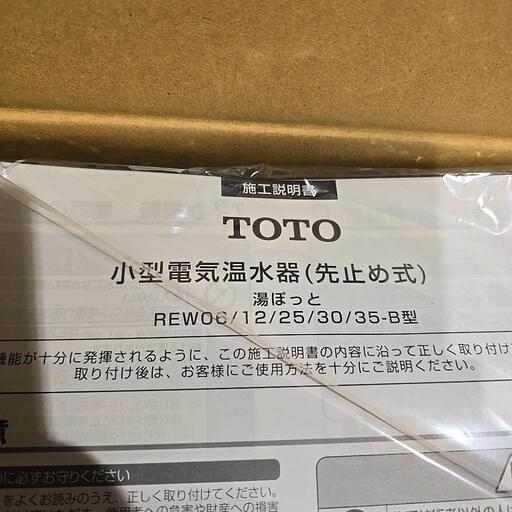 施工説明書
TOTO
小型電気温水器(先止め式)
湯ぽっと
REW06/12/25/30/35-B型
機能が十分に発揮されるように、この施工説明書の内容に沿って正しく取り付け
取り付け後は、お客様にご使用方法を十分にご説明ください。
に必ずお守りください
をよくお読みのうえ、正しく取り付けてください。